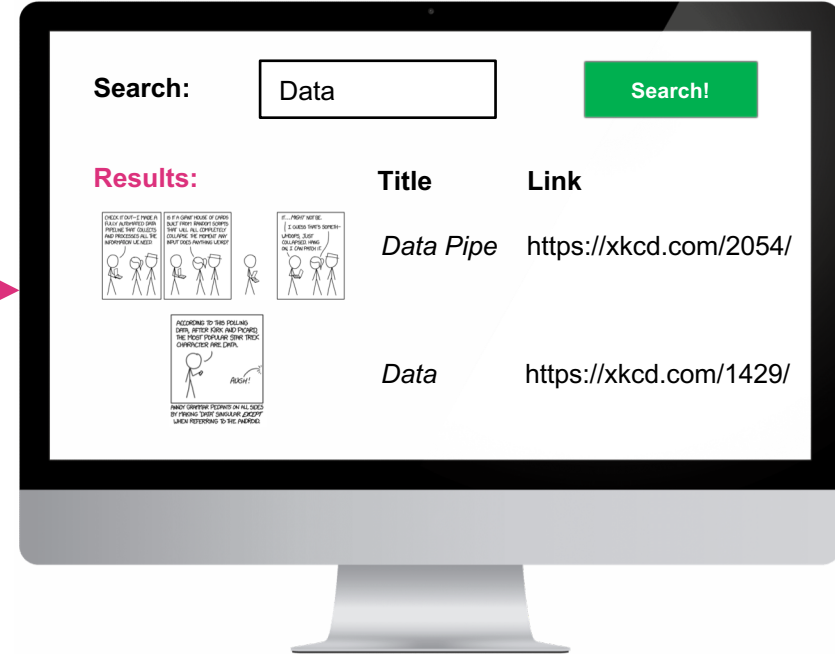 Search:
Data
Search!
Results:
Title
Link
CHECK IT OUT—I MADE A
FULLY AUTOMATED DATA
PIPELINE THAT COLLECTS
AND PROCESSES ALL THE
INFORMATION WE NEED.
IS IT A GIANT HOUSE OF CARDS
BUILT FROM RANDOM SCRIPTS
THAT WILL ALL COMPLETELY
COLLAPSE THE MOMENT ANY
INPUT DOES ANYTHING WEIRD?
IT... MIGHT NOT BE.
I GUESS THAT'S SOMETH—
WHOOPS, JUST
COLLAPSED. HANG
ON, I CAN PATCH IT.
Data Pipe
https://xkcd.com/2054/
ACCORDING TO THIS POLLING
DATA, AFTER KIRK AND PICARD,
THE MOST POPULAR STAR TREK
CHARACTER ARE DATA.
AUGH!
ANNOY GRAMMAR PEDANTS ON ALL SIDES
BY MAKING "DATA" SINGULAR EXCEPT
WHEN REFERRING TO THE ANDROID.
Data
https://xkcd.com/1429/